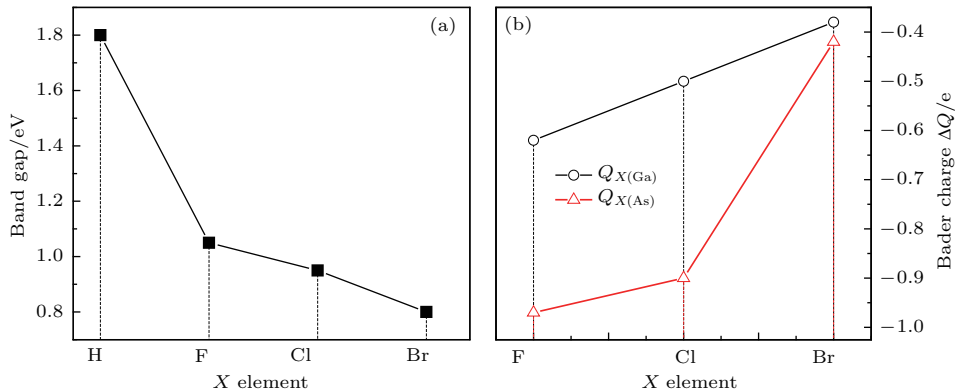 (a)
1.8
1.6
1.4
1.2
1.0
0.8
Band gap/eV
H F Cl Br
X element
(b)
−0.4
−0.5
−0.6
−0.7
−0.8
−0.9
−1.0
Bader charge ΔQ/e
Q X(Ga)
Q X(As)
F Cl Br
X element